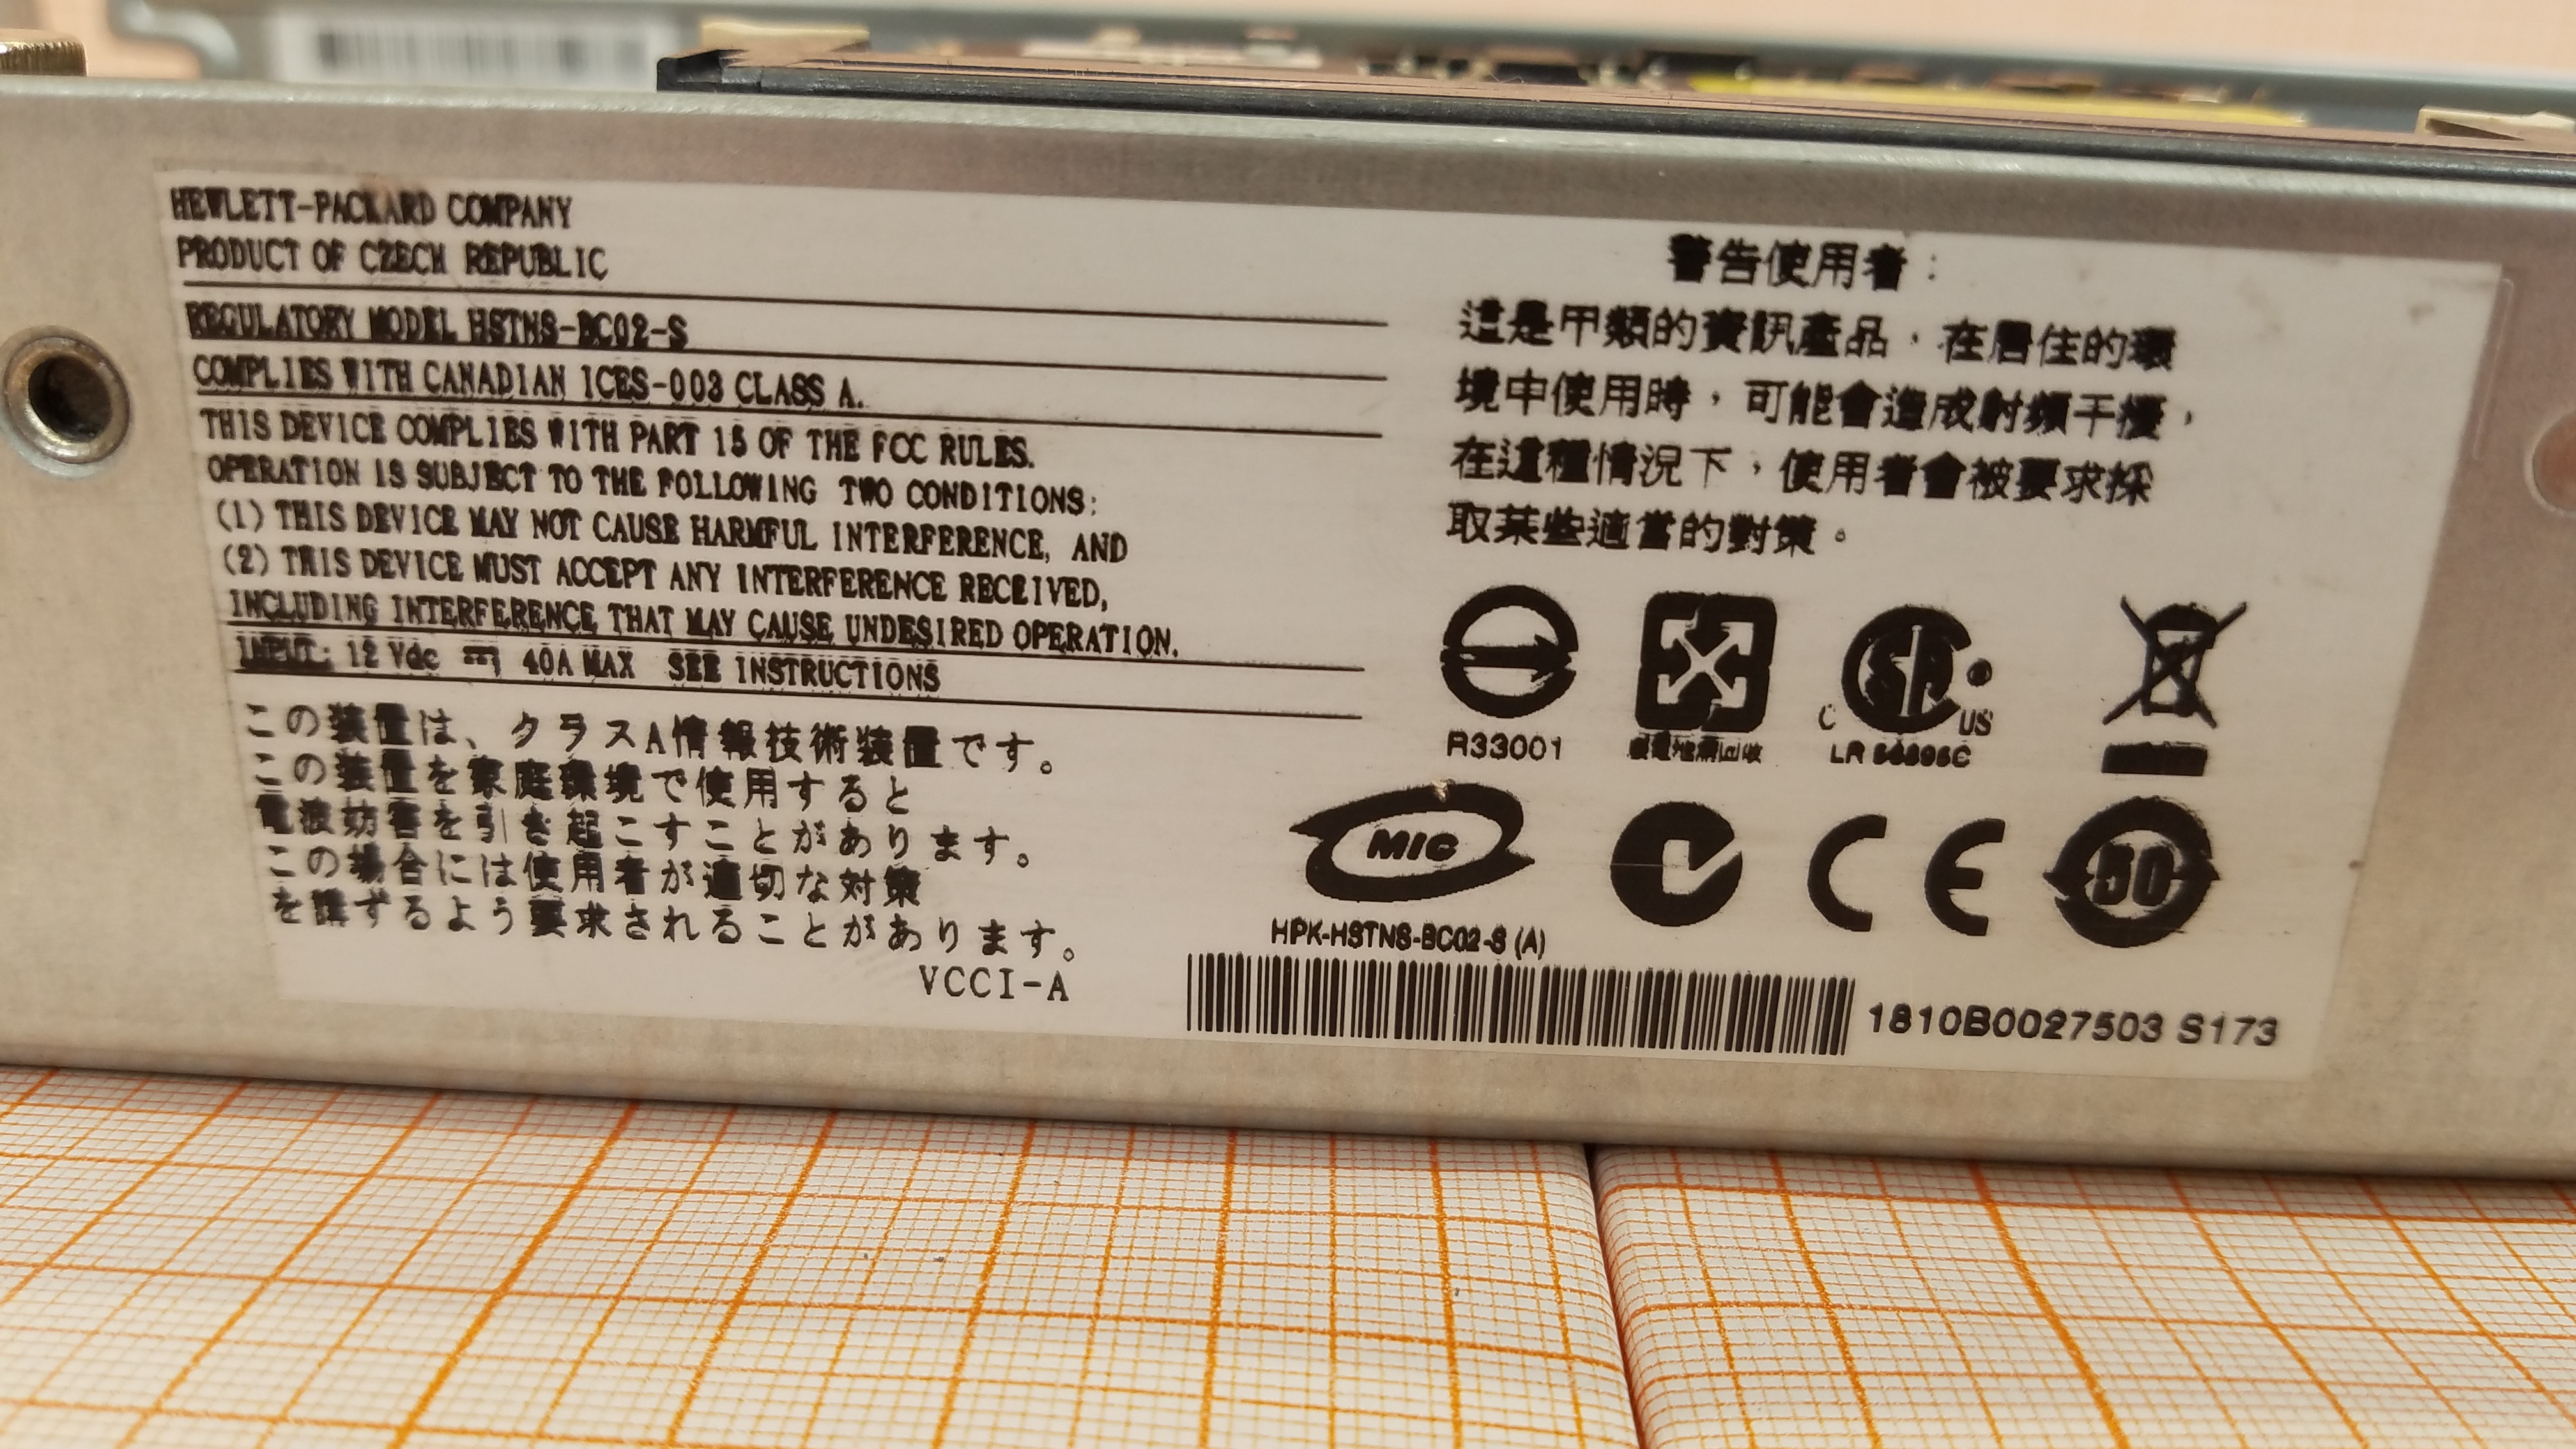 HEWLETT-PACKARD COMPANY
PRODUCT OF CZECH REPUBLIC
REGULATORY MODEL HSTNS-BC02-S
COMPLIES WITH CANADIAN ICES-003 CLASS A.
THIS DEVICE COMPLIES WITH PART 15 OF THE FCC RULES.
OPERATION IS SUBJECT TO THE FOLLOWING TWO CONDITIONS:
(1) THIS DEVICE MAY NOT CAUSE HARMFUL INTERFERENCE, AND
(2) THIS DEVICE MUST ACCEPT ANY INTERFERENCE RECEIVED,
INCLUDING INTERFERENCE THAT MAY CAUSE UNDESIRED OPERATION.
INPUT: 12 Vdc ⎓ 40A MAX SEE INSTRUCTIONS
この装置は、クラスA情報技術装置です。
この装置を家庭環境で使用すると
電波妨害を引き起こすことがあります。
この場合には使用者が適切な対策
を講ずるよう要求されることがあります。
VCCI-A
警告使用者：
這是甲類的資訊產品，在居住的環
境中使用時，可能會造成射頻干擾，
在這種情況下，使用者會被要求採
取某些適當的對策。
R33001
C US
LR
MIC
CE
50
HPK-HSTNS-BC02-S (A)
1810B0027503 S173